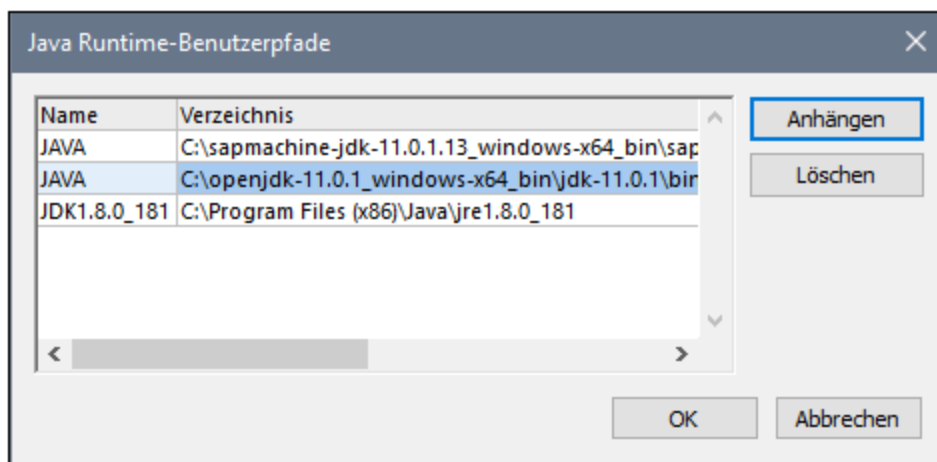 Java Runtime-Benutzerpfade
Name Verzeichnis
JAVA C:\sapmachine-jdk-11.0.1.13_windows-x64_bin\sap
JAVA C:\openjdk-11.0.1_windows-x64_bin\jdk-11.0.1\bin
JDK1.8.0_181 C:\Program Files (x86)\Java\jre1.8.0_181
Anhängen
Löschen
OK Abbrechen